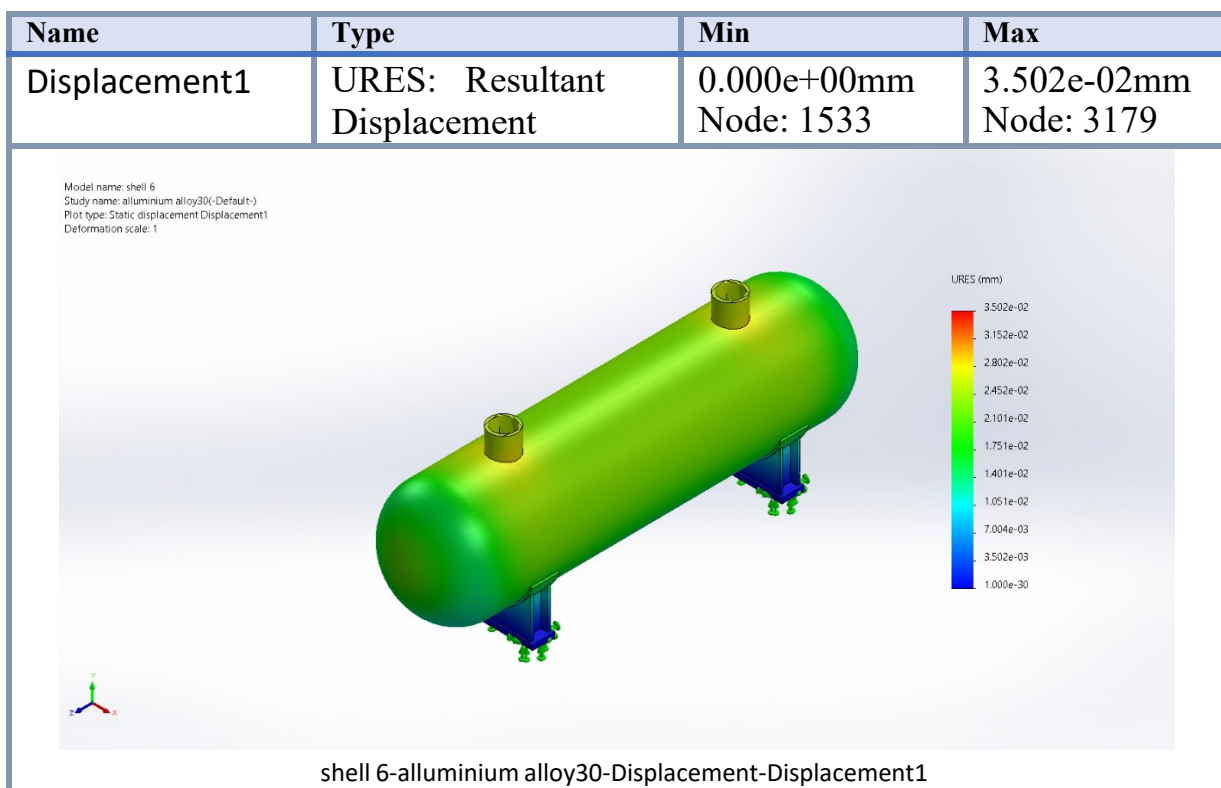 Name Type Min Max
Displacement1 URES: Resultant 0.000e+00mm 3.502e-02mm
Displacement Node: 1533 Node: 3179
Model name: shell 6
Study name: alluminium alloy30(-Default-)
Plot type: Static displacement Displacement1
Deformation scale: 1
URES (mm)
3.502e-02
3.152e-02
2.802e-02
2.452e-02
2.101e-02
1.751e-02
1.401e-02
1.051e-02
7.004e-03
3.502e-03
1.000e-30
Y
Z X
shell 6-alluminium alloy30-Displacement-Displacement1